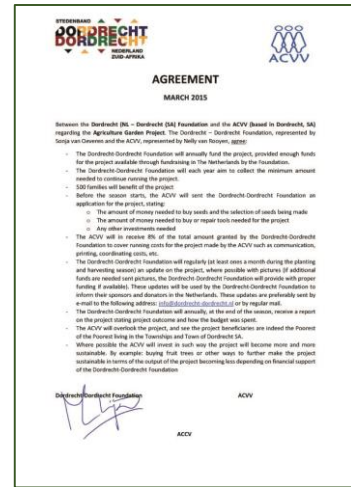 STEDENBAND
DORDRECHT
DORDRECHT
NEDERLAND
ZUID-AFRIKA
ACVV
AGREEMENT
MARCH 2015
Between the Dordrecht (NL – Dordrecht (SA) Foundation and the ACVV (based in Dordrecht, SA)
regarding the Agriculture Garden Project. The Dordrecht – Dordrecht Foundation, represented by
Sonja van Geveren and the ACVV, represented by Nelly van Rooyen, agree:
- The Dordrecht-Dordrecht Foundation will annually fund the project, provided enough funds
for the project available through fundraising in The Netherlands by the Foundation.
- The Dordrecht-Dordrecht Foundation will each year aim to collect the minimum amount
needed to continue running the project.
- 500 families will benefit of the project
- Before the season starts, the ACVV will sent the Dordrecht-Dordrecht Foundation an
application for the project, stating:
o The amount of money needed to buy seeds and the selection of seeds being made
o The amount of money needed to buy or repair tools needed for the project
o Any other investments needed
- The ACVV will in receive 8% of the total amount granted by the Dordrecht-Dordrecht
Foundation to cover running costs for the project made by the ACVV such as communication,
printing, coordinating costs, etc.
- The Dordrecht-Dordrecht Foundation will regularly (at least ones a month during the planting
and harvesting season) an update on the project, where possible with pictures (if additional
funds are needed sent pictures, the Dordrecht-Dordrecht Foundation will provide with proper
funding if available). These updates will be used by the Dordrecht-Dordrecht Foundation to
inform their sponsors and donators in the Netherlands. These updates are preferably sent by
e-mail to the following address: info@dordrecht-dordrecht.nl or by regular mail.
- The Dordrecht-Dordrecht Foundation will annually, at the end of the season, receive a report
on the project stating project outcome and how the budget was spent.
- The ACVV will overlook the project, and see the project beneficiaries are indeed the Poorest
of the Poorest living in the Townships and Town of Dordrecht SA.
- Where possible the ACVV will invest in such way the project will become more and more
sustainable. By example: buying fruit trees or other ways to further make the project
sustainable in terms of the output of the project becoming less depending on financial support
of the Dordrecht-Dordrecht Foundation
Dordrecht-Dordrecht Foundation ACVV
ACCV